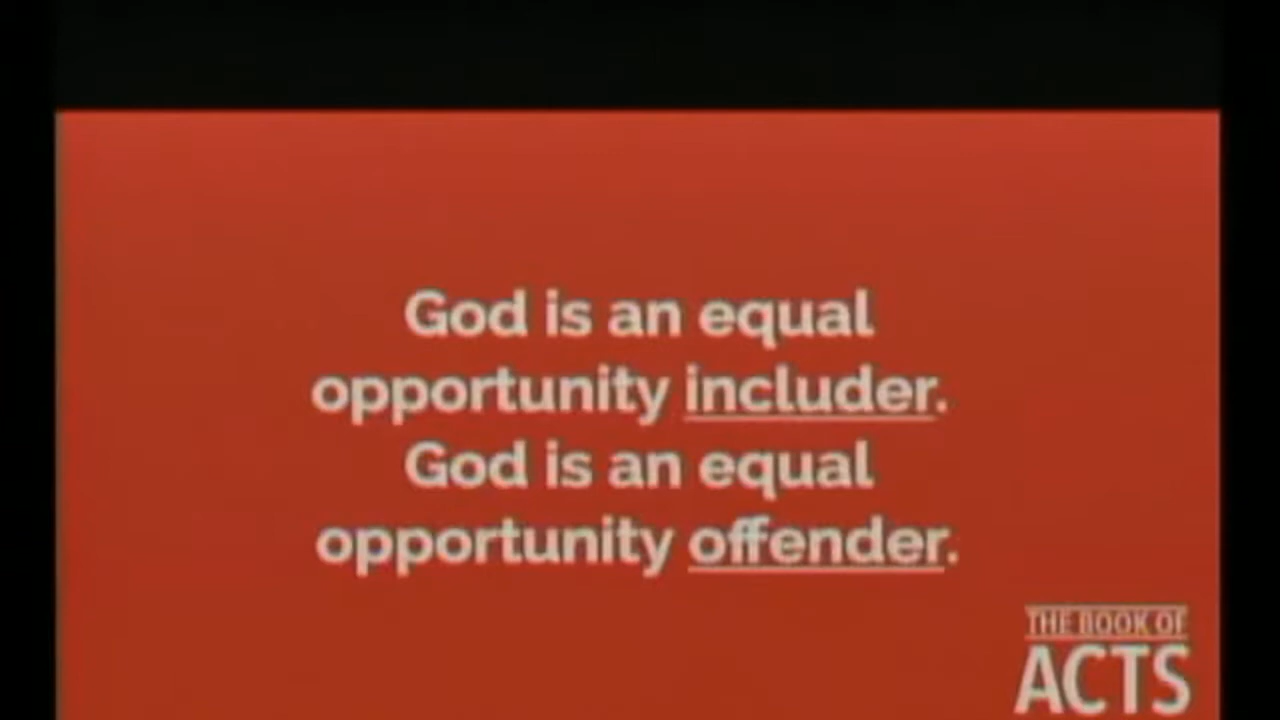 God is an equal
opportunity includer.
God is an equal
opportunity offender.
THE BOOK OF
ACTS